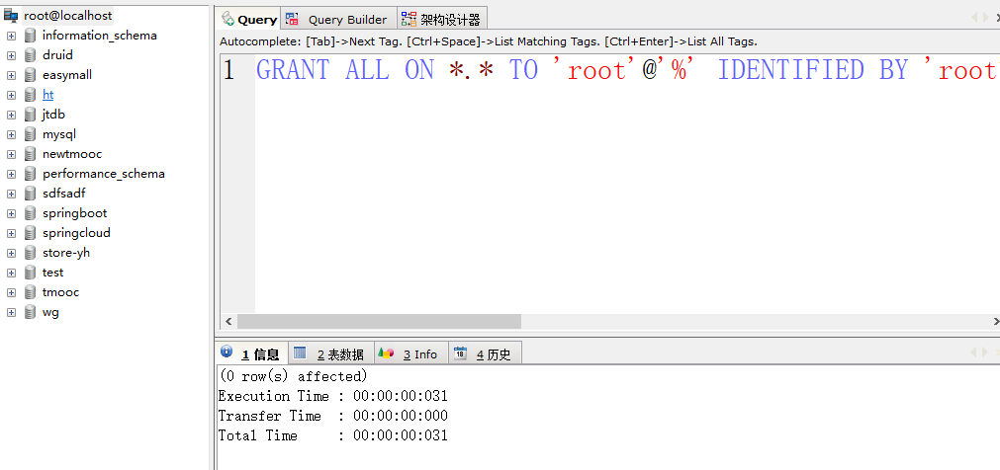 root@localhost
information_schema
druid
easymall
ht
jtdb
mysql
newtmooc
performance_schema
sdfsadf
springboot
springcloud
store-yh
test
tmooc
wg
Query Query Builder 架构设计器
Autocomplete: [Tab]->Next Tag. [Ctrl+Space]->List Matching Tags. [Ctrl+Enter]->List All Tags.
1 GRANT ALL ON *.* TO 'root'@'%' IDENTIFIED BY 'root
1 信息 2 表数据 3 Info 4 历史
(0 row(s) affected)
Execution Time : 00:00:00:031
Transfer Time : 00:00:00:000
Total Time : 00:00:00:031